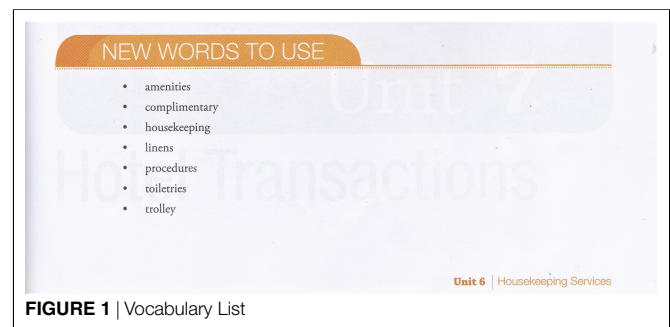 NEW WORDS TO USE
Unit 7
• amenities
• complimentary
• housekeeping
• linens
• procedures
• toiletries
• trolley
Hotel Transactions
Unit 6 | Housekeeping Services
FIGURE 1 | Vocabulary List